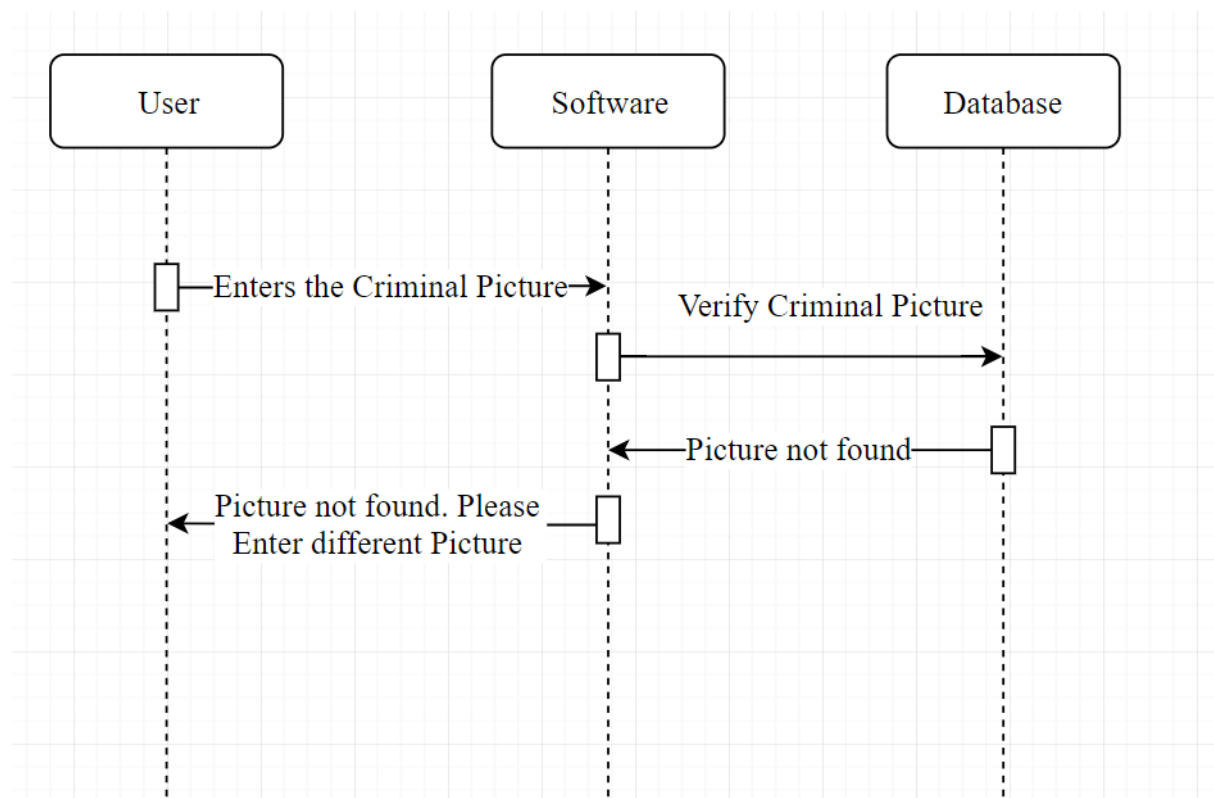 User
Software
Database
Enters the Criminal Picture
Verify Criminal Picture
Picture not found
Picture not found. Please
Enter different Picture